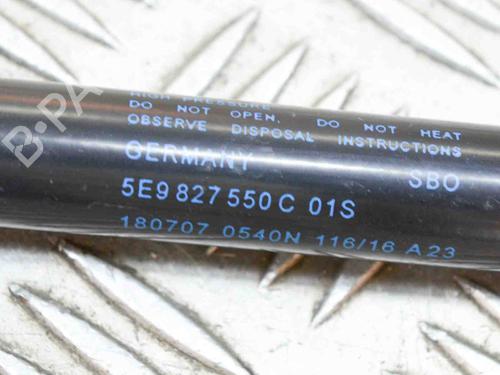 HIGH PRESSURE
DO NOT OPEN, DO NOT HEAT
OBSERVE DISPOSAL INSTRUCTIONS
GERMANY SBO
5E9 827 550 C 01S
180707 0540N 116/16 A23
B-PA